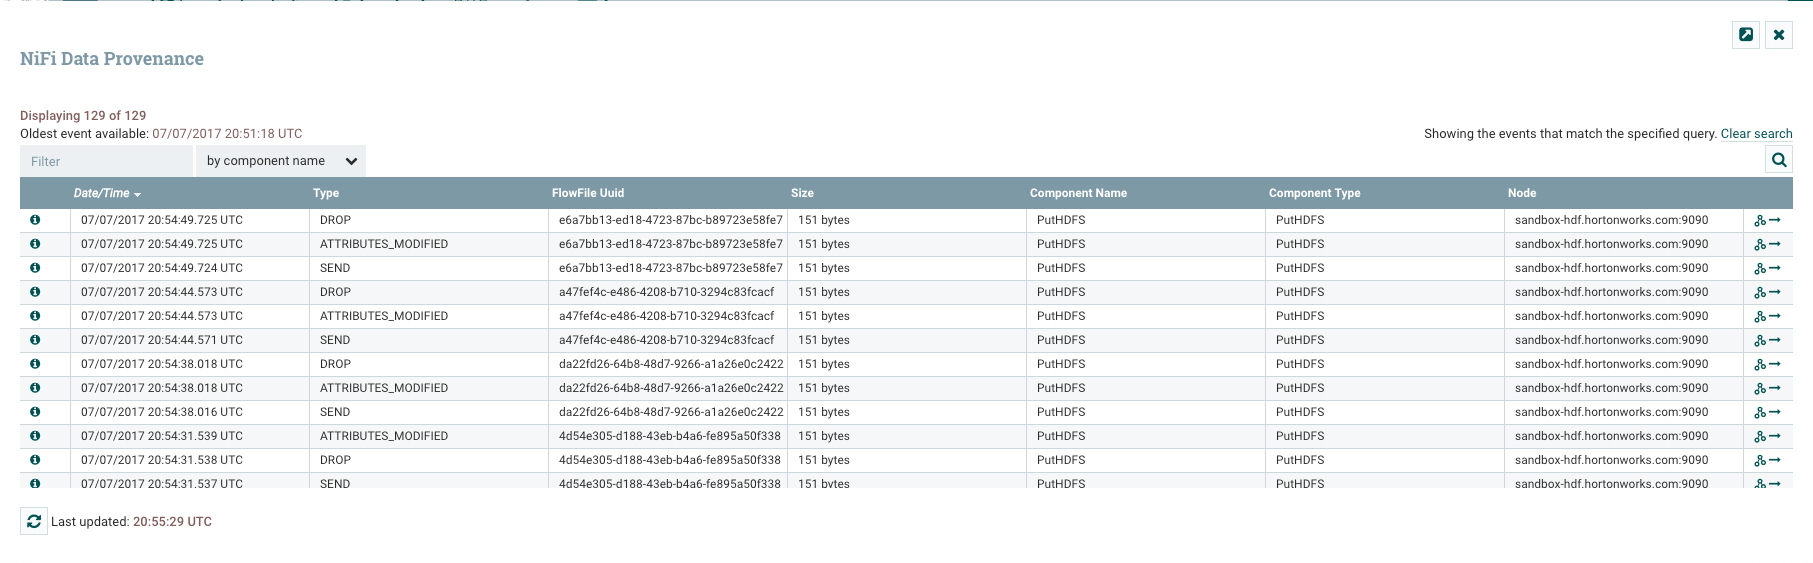 NiFi Data Provenance
Displaying 129 of 129
Oldest event available: 07/07/2017 20:51:18 UTC
Showing the events that match the specified query. Clear search
Filter by component name
Date/Time Type FlowFile Uuid Size Component Name Component Type Node
07/07/2017 20:54:49.725 UTC DROP e6a7bb13-ed18-4723-87bc-b89723e58fe7 151 bytes PutHDFS PutHDFS sandbox-hdf.hortonworks.com:9090
07/07/2017 20:54:49.725 UTC ATTRIBUTES_MODIFIED e6a7bb13-ed18-4723-87bc-b89723e58fe7 151 bytes PutHDFS PutHDFS sandbox-hdf.hortonworks.com:9090
07/07/2017 20:54:49.724 UTC SEND e6a7bb13-ed18-4723-87bc-b89723e58fe7 151 bytes PutHDFS PutHDFS sandbox-hdf.hortonworks.com:9090
07/07/2017 20:54:44.573 UTC DROP a47fef4c-e486-4208-b710-3294c83fcacf 151 bytes PutHDFS PutHDFS sandbox-hdf.hortonworks.com:9090
07/07/2017 20:54:44.573 UTC ATTRIBUTES_MODIFIED a47fef4c-e486-4208-b710-3294c83fcacf 151 bytes PutHDFS PutHDFS sandbox-hdf.hortonworks.com:9090
07/07/2017 20:54:44.571 UTC SEND a47fef4c-e486-4208-b710-3294c83fcacf 151 bytes PutHDFS PutHDFS sandbox-hdf.hortonworks.com:9090
07/07/2017 20:54:38.018 UTC DROP da22fd26-64b8-48d7-9266-a1a26e0c2422 151 bytes PutHDFS PutHDFS sandbox-hdf.hortonworks.com:9090
07/07/2017 20:54:38.018 UTC ATTRIBUTES_MODIFIED da22fd26-64b8-48d7-9266-a1a26e0c2422 151 bytes PutHDFS PutHDFS sandbox-hdf.hortonworks.com:9090
07/07/2017 20:54:38.016 UTC SEND da22fd26-64b8-48d7-9266-a1a26e0c2422 151 bytes PutHDFS PutHDFS sandbox-hdf.hortonworks.com:9090
07/07/2017 20:54:31.539 UTC ATTRIBUTES_MODIFIED 4d54e305-d188-43eb-b4a6-fe895a50f338 151 bytes PutHDFS PutHDFS sandbox-hdf.hortonworks.com:9090
07/07/2017 20:54:31.538 UTC DROP 4d54e305-d188-43eb-b4a6-fe895a50f338 151 bytes PutHDFS PutHDFS sandbox-hdf.hortonworks.com:9090
07/07/2017 20:54:31.537 UTC SEND 4d54e305-d188-43eb-b4a6-fe895a50f338 151 bytes PutHDFS PutHDFS sandbox-hdf.hortonworks.com:9090
Last updated: 20:55:29 UTC